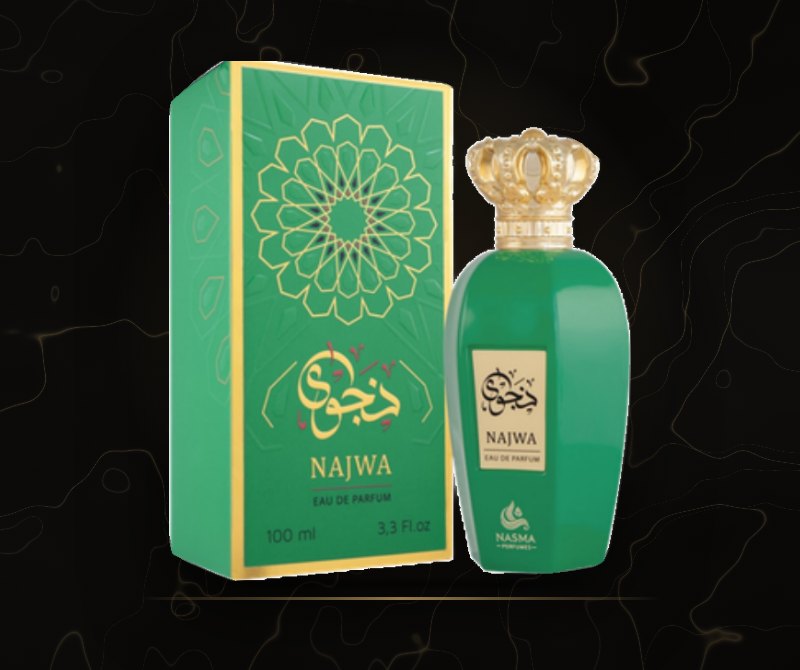 نجوى
NAJWA
EAU DE PARFUM
100 ml
3,3 Fl.oz
نجوى
NAJWA
EAU DE PARFUM
NASMA
PERFUMES